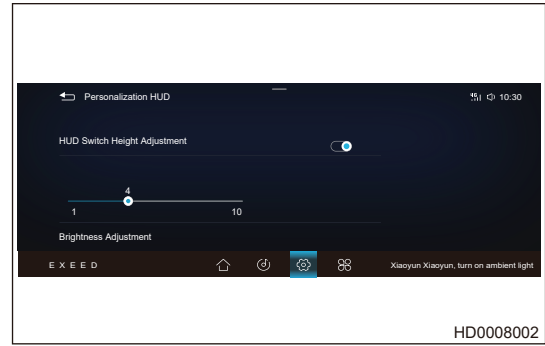 Personalization HUD
4G 10:30
HUD Switch Height Adjustment
4
1 10
Brightness Adjustment
EXEED
Xiaoyun Xiaoyun, turn on ambient light
HD0008002